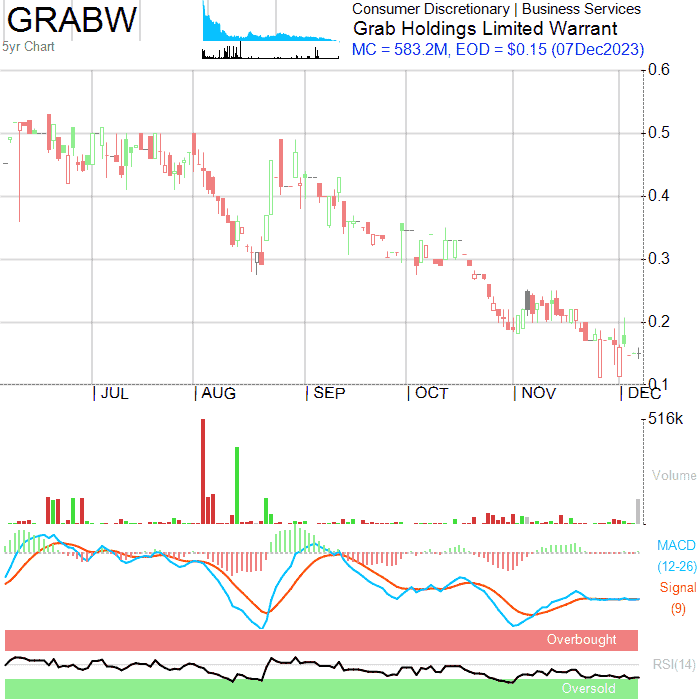 GRABW
5yr Chart
Consumer Discretionary | Business Services
Grab Holdings Limited Warrant
MC = 583.2M, EOD = $0.15 (07Dec2023)
0.6
0.5
0.4
0.3
0.2
0.1
| JUL | AUG | SEP | OCT | NOV | DEC
516k
Volume
MACD
(12-26)
Signal
(9)
Overbought
RSI(14)
Oversold